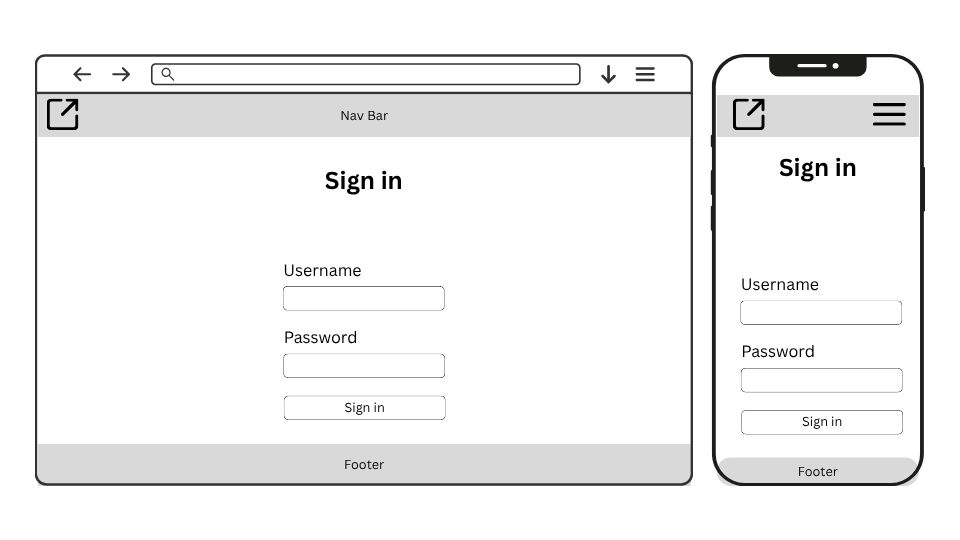 Nav Bar
Sign in
Username
Password
Sign in
Footer
Sign in
Username
Password
Sign in
Footer